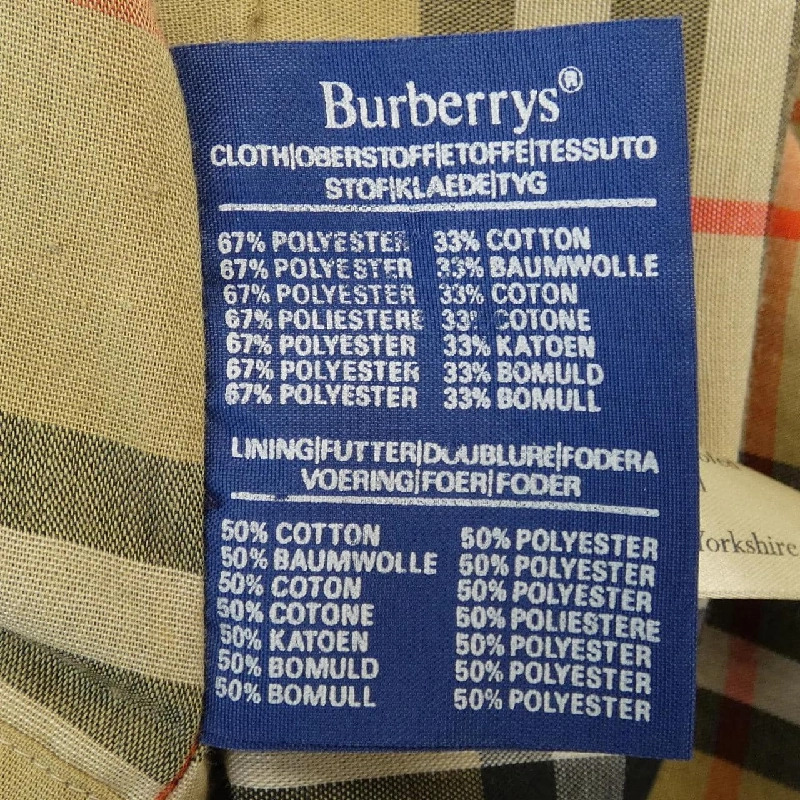 Burberrys®
CLOTH|OBERSTOFF|ETOFFE|TESSUTO
STOF|KLAEDE|TYG
67% POLYESTER 33% COTTON
67% POLYESTER 33% BAUMWOLLE
67% POLYESTER 33% COTON
67% POLIESTERE 33% COTONE
67% POLYESTER 33% KATOEN
67% POLYESTER 33% BOMULD
67% POLYESTER 33% BOMULL
LINING|FUTTER|DOUBLURE|FODERA
VOERING|FOER|FODER
50% COTTON 50% POLYESTER
50% BAUMWOLLE 50% POLYESTER
50% COTON 50% POLYESTER
50% COTONE 50% POLIESTERE
50% KATOEN 50% POLYESTER
50% BOMULD 50% POLYESTER
50% BOMULL 50% POLYESTER
Yorkshire